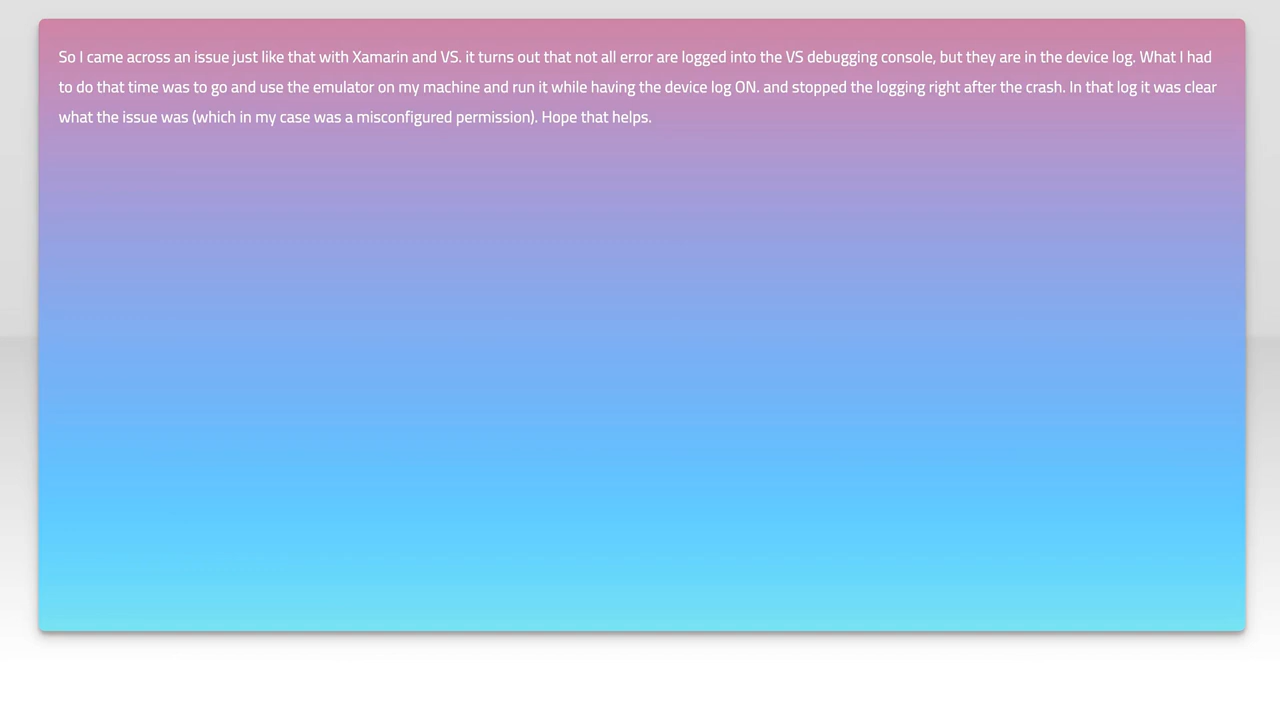 So I came across an issue just like that with Xamarin and VS. it turns out that not all error are logged into the VS debugging console, but they are in the device log. What I had
to do that time was to go and use the emulator on my machine and run it while having the device log ON. and stopped the logging right after the crash. In that log it was clear
what the issue was (which in my case was a misconfigured permission). Hope that helps.